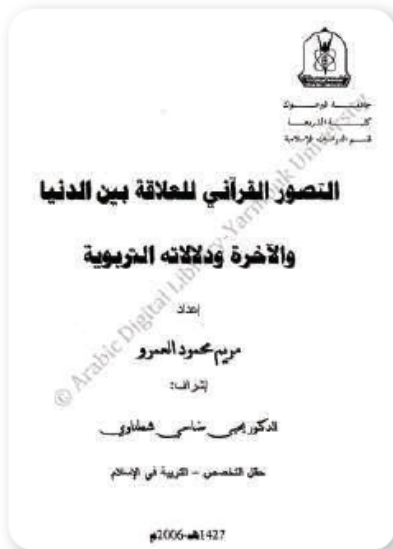 جامعة اليرموك
كلية الشريعة
قسم الدراسات الإسلامية
التصور القرآني للعلاقة بين الدنيا
والآخرة ودلالاته التربوية
إعداد
مريم محمود العمرو
إشراف:
الدكتور يحيى ضاحي شطناوي
حقل التخصص – التربية في الإسلام
1427هـ-2006م
© Arabic Digital Library-Yarmouk University